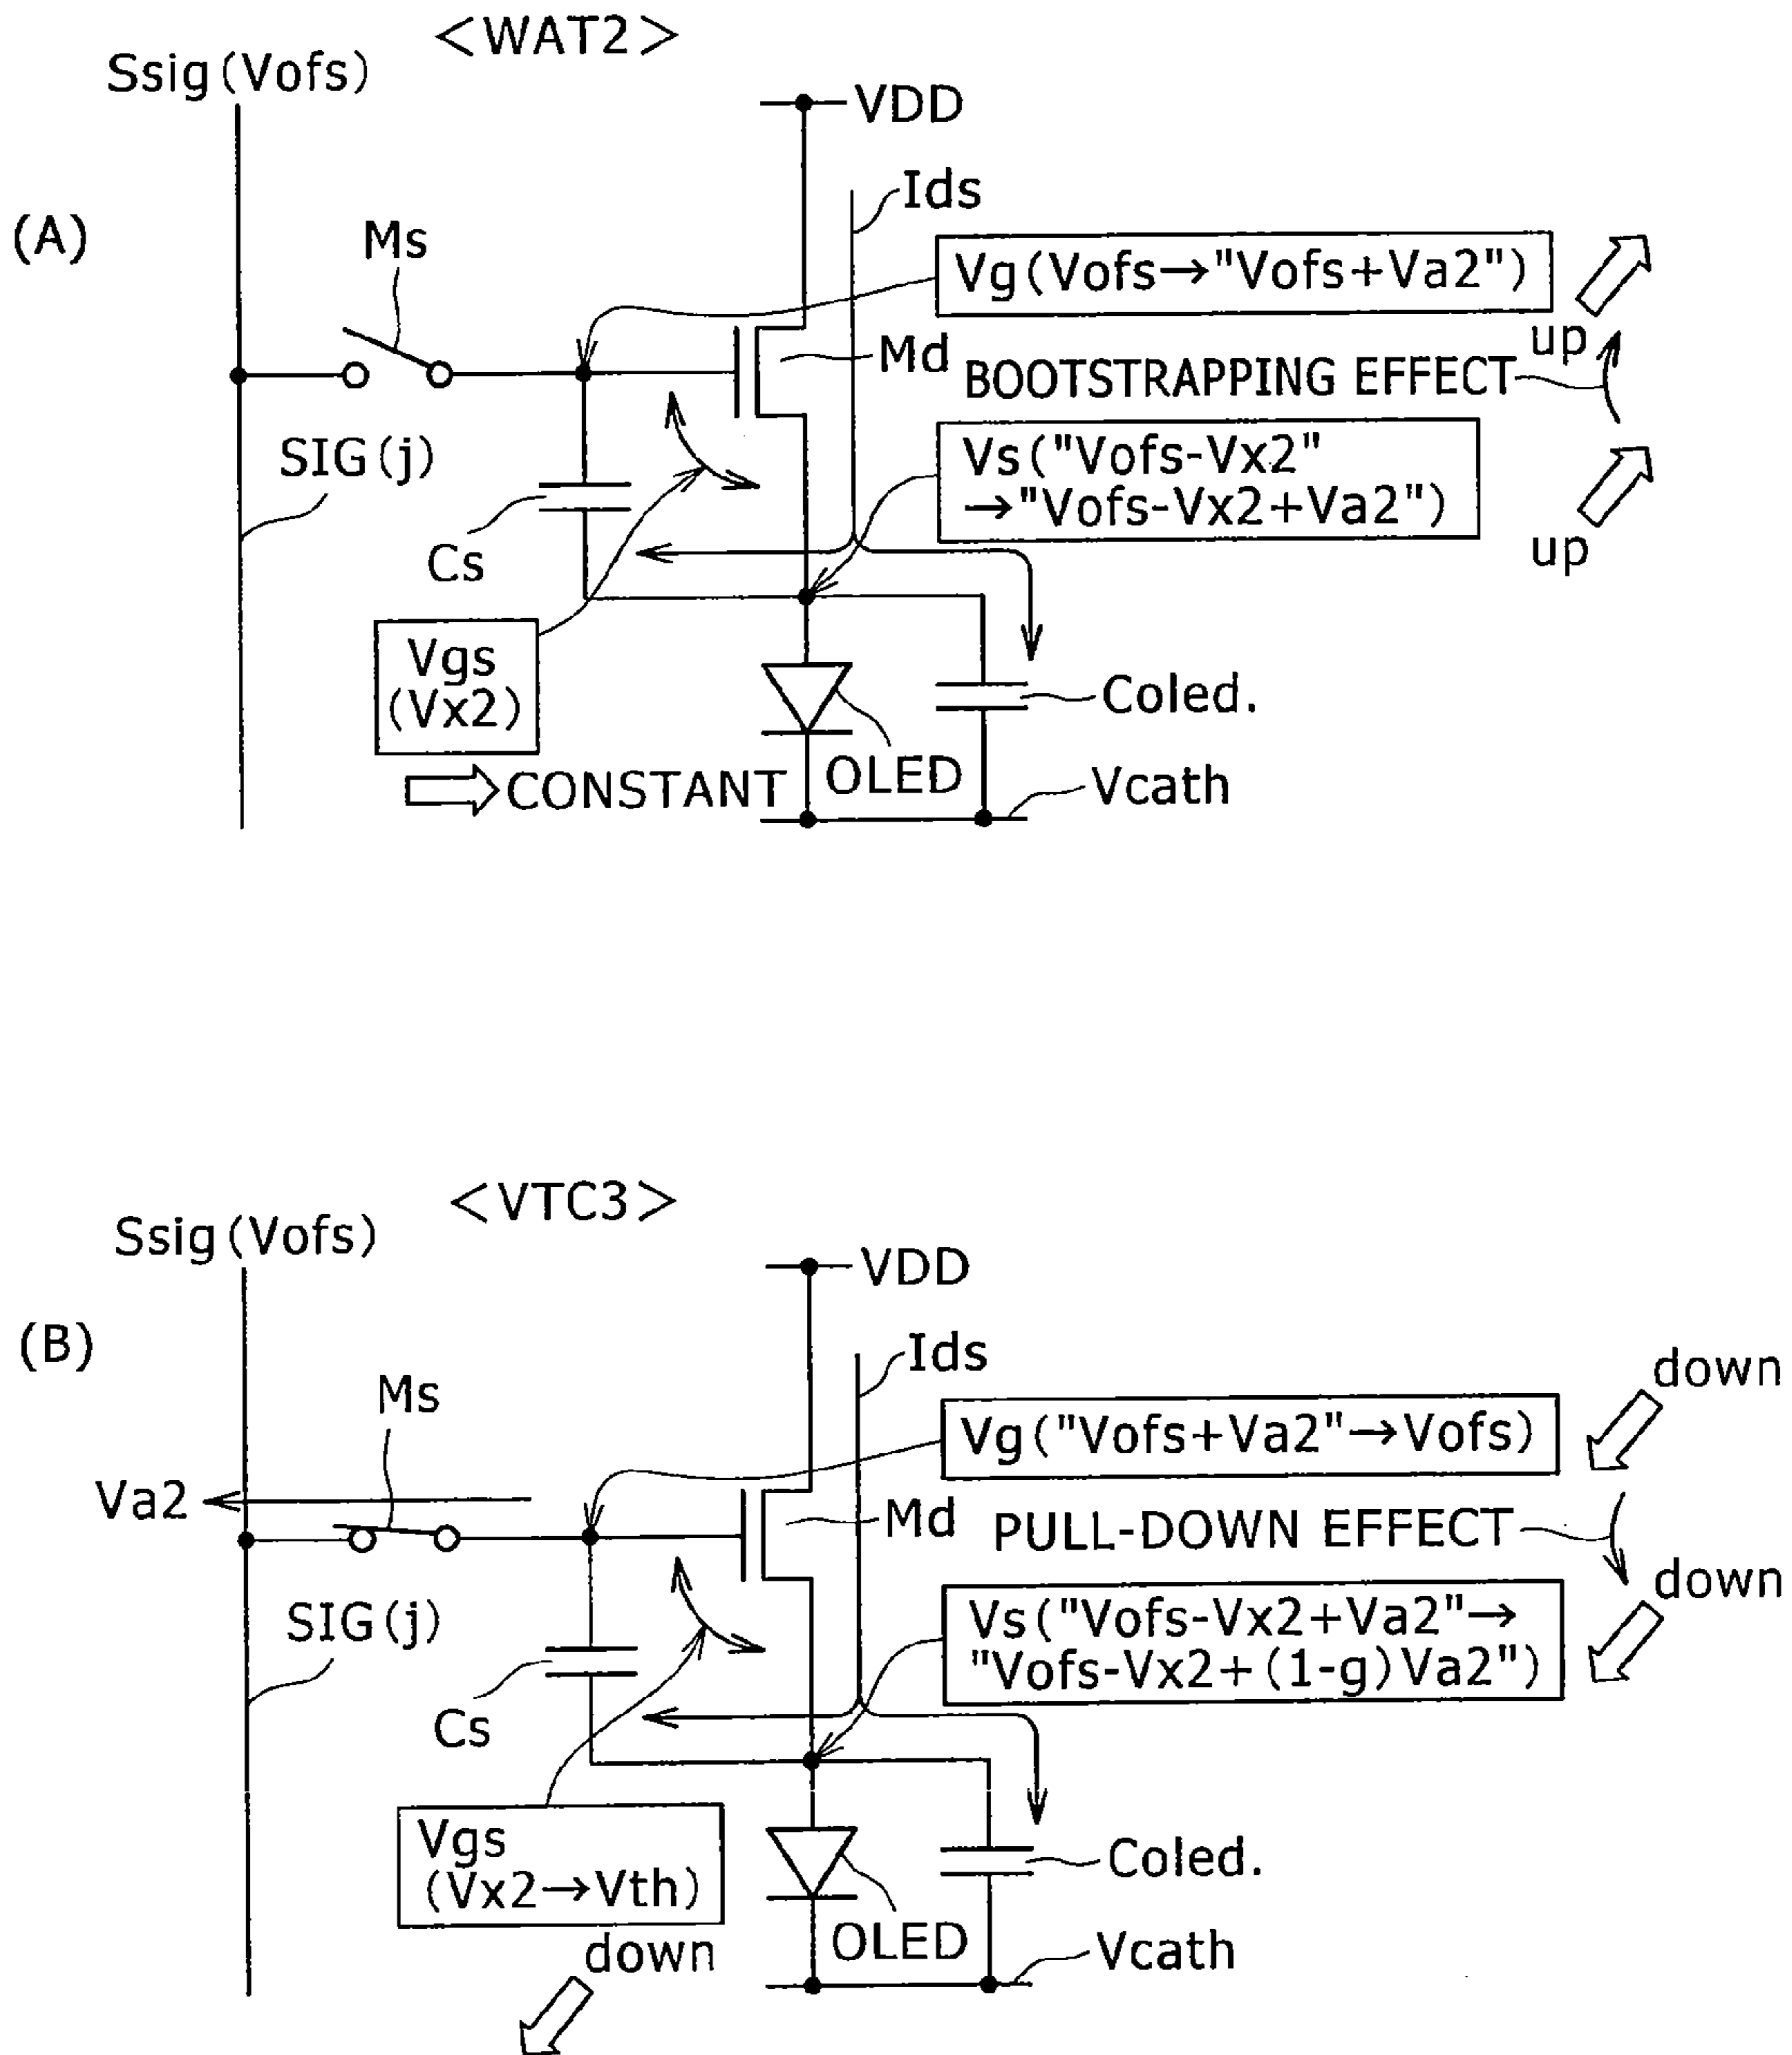 <WAT2>
Ssig(Vofs)
VDD
Ids
(A)
Ms
Vg(Vofs→"Vofs+Va2")
up
Md
BOOTSTRAPPING EFFECT
SIG(j)
Vs("Vofs-Vx2"
→"Vofs-Vx2+Va2")
up
Cs
Vgs
(Vx2)
Coled.
OLED
CONSTANT
Vcath
<VTC3>
Ssig(Vofs)
VDD
(B)
Ids
down
Ms
Vg("Vofs+Va2"→Vofs)
Va2
Md
PULL-DOWN EFFECT
down
SIG(j)
Vs("Vofs-Vx2+Va2"→
"Vofs-Vx2+(1-g)Va2")
Cs
Vgs
(Vx2→Vth)
Coled.
OLED
down
Vcath